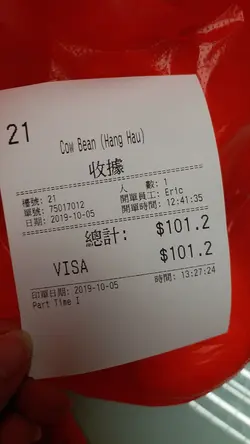 21
Cow Bean (Hang Hau)
收據
檯號: 21
人 數: 1
單號: 75017012
開單員工: Eric
日期: 2019-10-05
開單時間: 12:41:35
總計: $101.2
VISA $101.2
印單日期: 2019-10-05 時間: 13:27:24
Part Time I